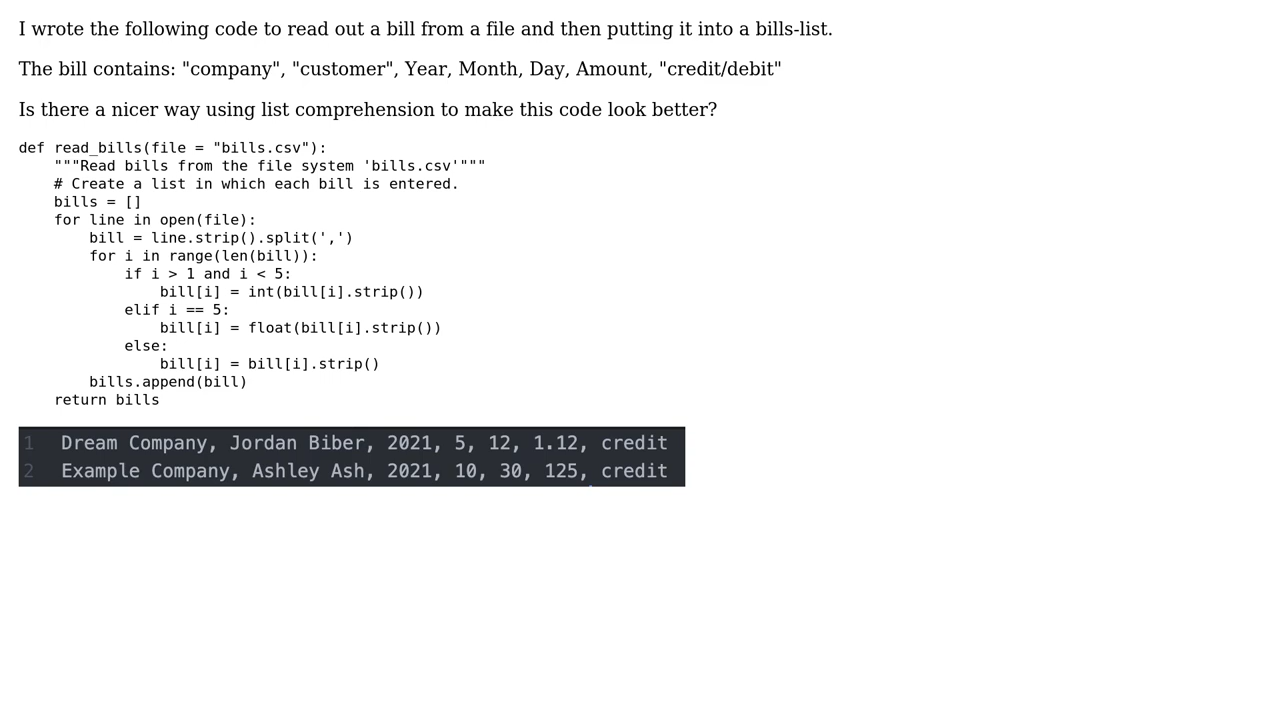 I wrote the following code to read out a bill from a file and then putting it into a bills-list.
The bill contains: "company", "customer", Year, Month, Day, Amount, "credit/debit"
Is there a nicer way using list comprehension to make this code look better?
def read_bills(file = "bills.csv"):
    """Read bills from the file system 'bills.csv'"""
    # Create a list in which each bill is entered.
    bills = []
    for line in open(file):
        bill = line.strip().split(',')
        for i in range(len(bill)):
            if i > 1 and i < 5:
                bill[i] = int(bill[i].strip())
            elif i == 5:
                bill[i] = float(bill[i].strip())
            else:
                bill[i] = bill[i].strip()
        bills.append(bill)
    return bills
1 Dream Company, Jordan Biber, 2021, 5, 12, 1.12, credit
2 Example Company, Ashley Ash, 2021, 10, 30, 125, credit